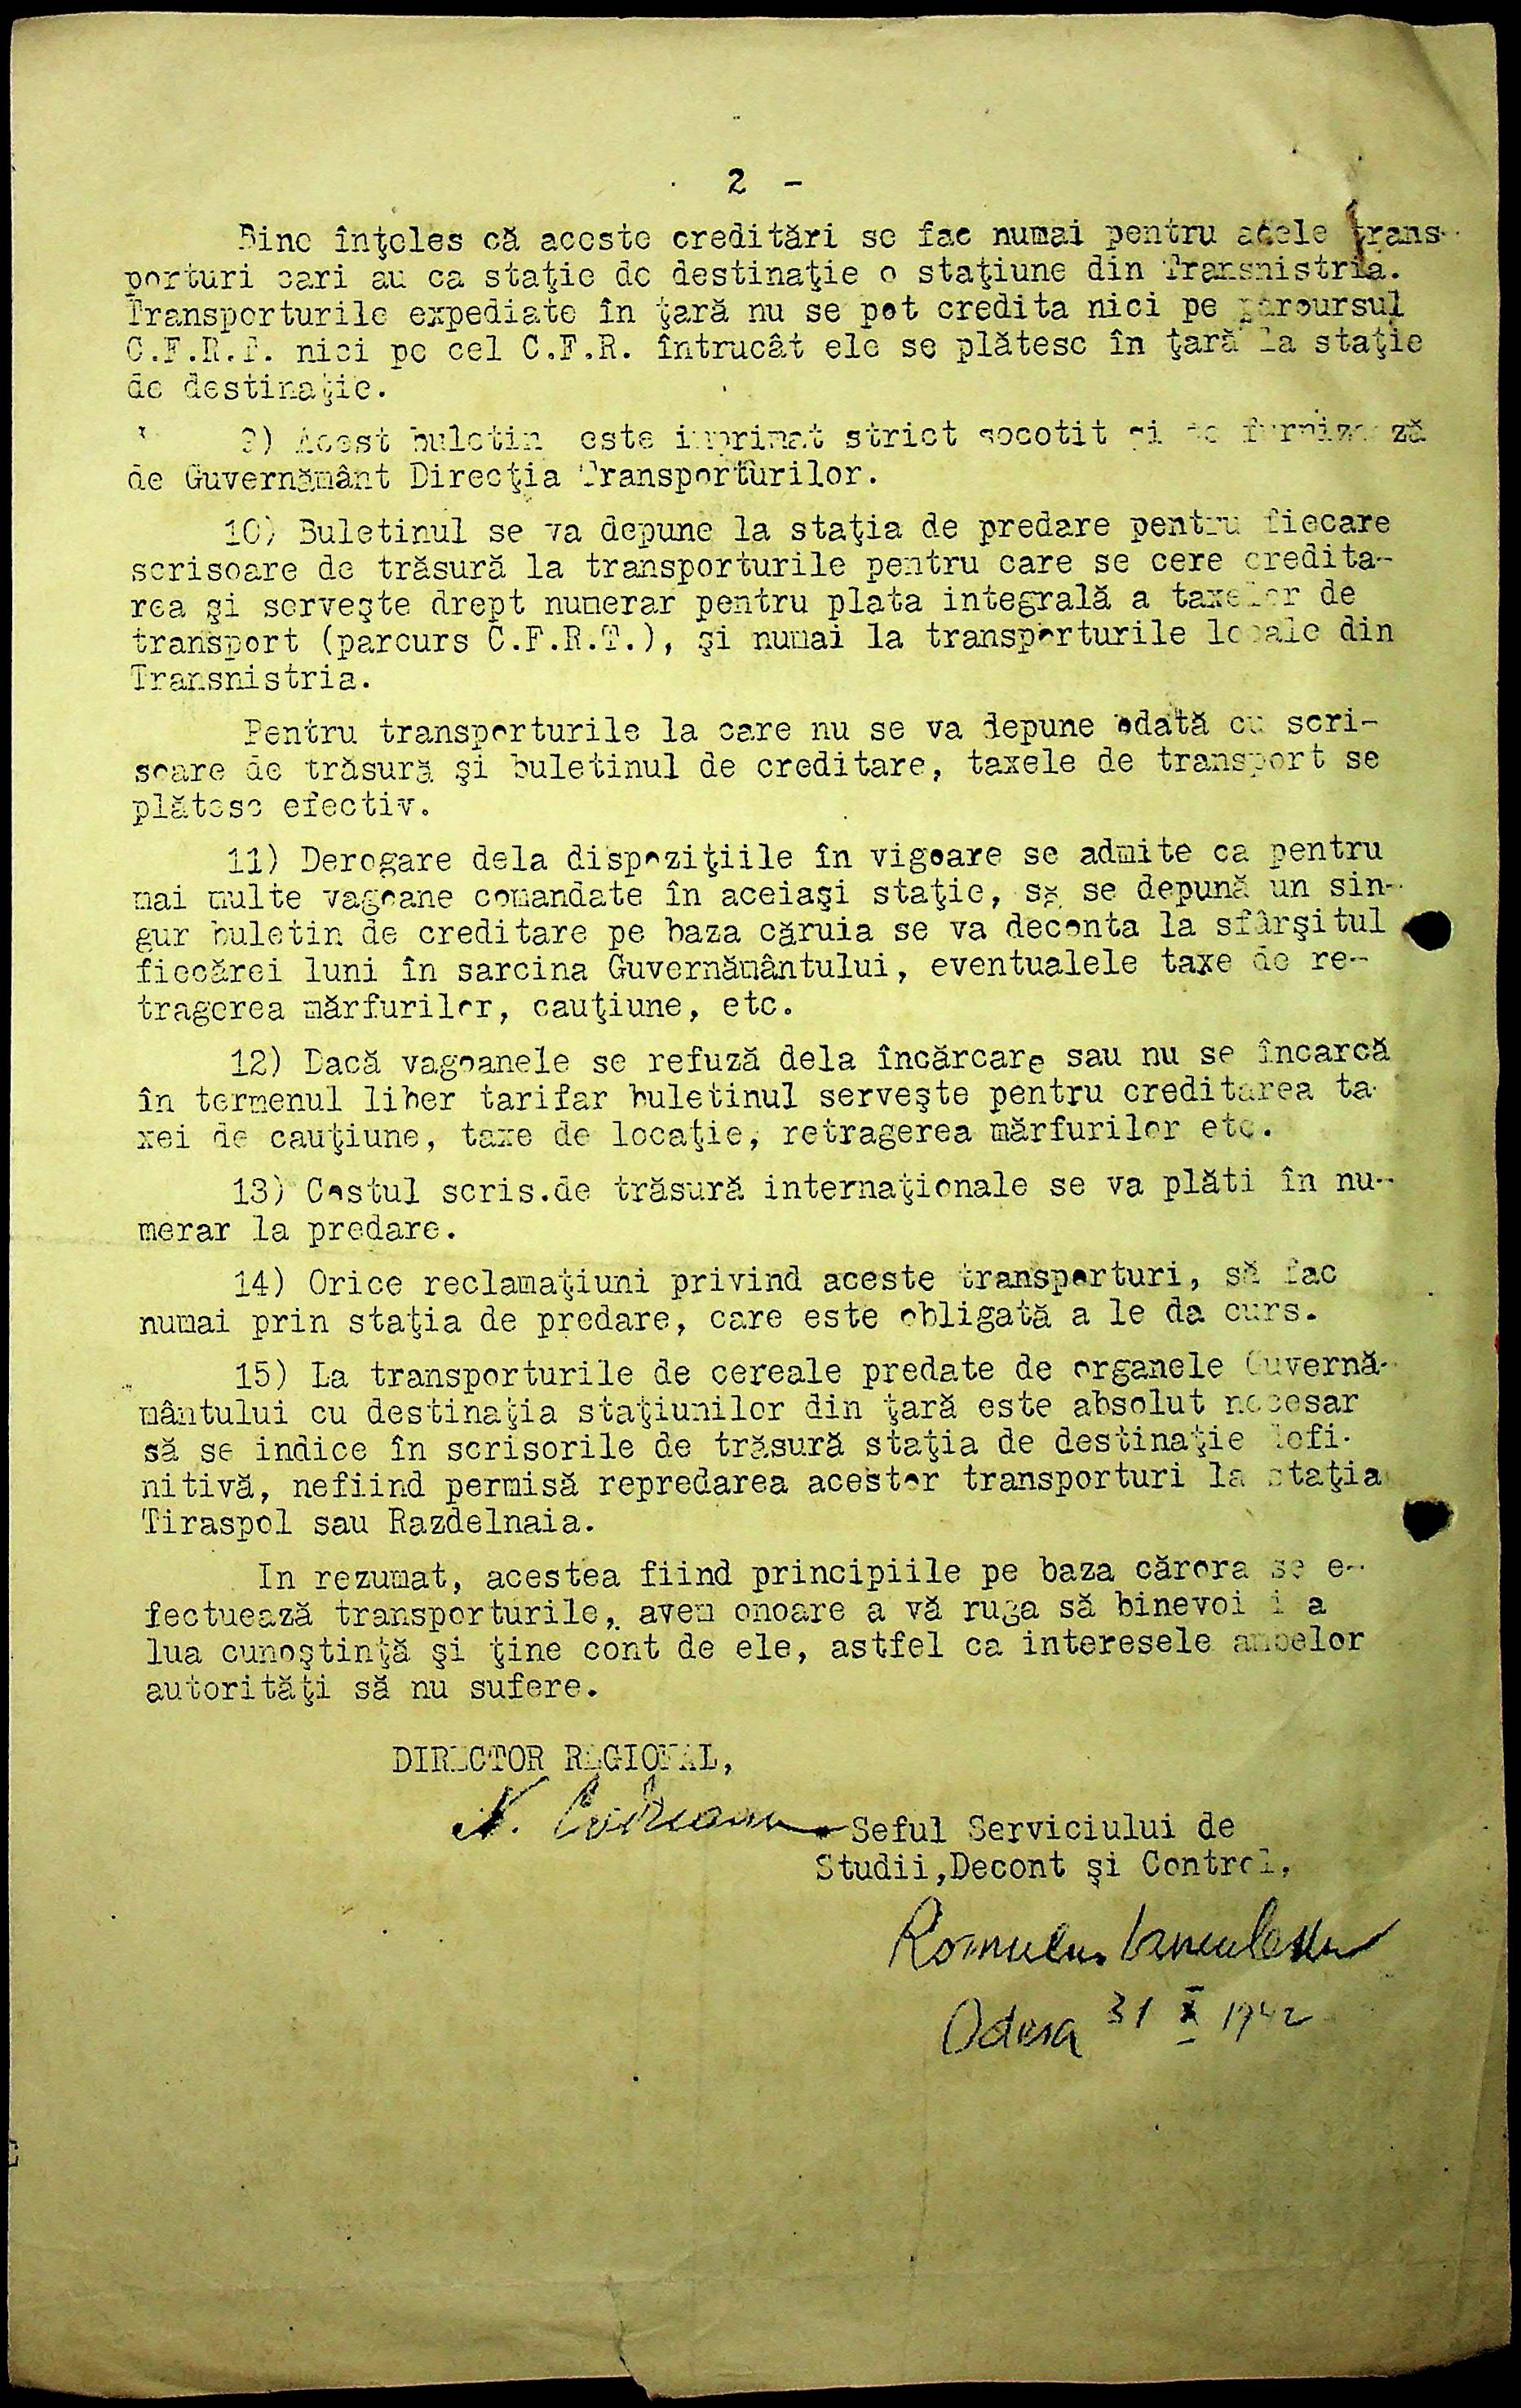 2 -
Bine înţeles că aceste creditări se fac numai pentru acele trans-
porturi cari au ca staţie de destinaţie o staţiune din Transnistria.
Transporturile expediate în ţară nu se pot credita nici pe parcursul
C.F.R.T. nici pe cel C.F.R. întrucât ele se plătesc în ţară la staţie
de destinaţie.
9) Acest buletin este imprimat strict socotit şi se furnizează
de Guvernământ Direcţia Transporturilor.
10) Buletinul se va depune la staţia de predare pentru fiecare
scrisoare de trăsură la transporturile pentru care se cere credita-
rea şi serveşte drept numerar pentru plata integrală a taxelor de
transport (parcurs C.F.R.T.), şi numai la transporturile locale din
Transnistria.
Pentru transporturile la care nu se va depune odată cu scri-
soare de trăsură şi buletinul de creditare, taxele de transport se
plătesc efectiv.
11) Derogare dela dispoziţiile în vigoare se admite ca pentru
mai multe vagoane comandate în aceiaşi staţie, să se depună un sin-
gur buletin de creditare pe baza căruia se va deconta la sfârşitul
fiecărei luni în sarcina Guvernământului, eventualele taxe de re-
tragerea mărfurilor, cauţiune, etc.
12) Dacă vagoanele se refuză dela încărcare sau nu se încarcă
în termenul liber tarifar buletinul serveşte pentru creditarea ta-
xei de cauţiune, taxe de locaţie, retragerea mărfurilor etc.
13) Costul scris.de trăsură internaţionale se va plăti în nu-
merar la predare.
14) Orice reclamaţiuni privind aceste transporturi, să fac
numai prin staţia de predare, care este obligată a le da curs.
15) La transporturile de cereale predate de organele Guvernă-
mântului cu destinaţia staţiunilor din ţară este absolut necesar
să se indice în scrisorile de trăsură staţia de destinaţie defi-
nitivă, nefiind permisă repredarea acestor transporturi la staţia
Tiraspol sau Razdelnaia.
In rezumat, acestea fiind principiile pe baza cărora se e-
fectuează transporturile, avem onoare a vă ruga să binevoi i a
lua cunoştinţă şi ţine cont de ele, astfel ca interesele ambelor
autorităţi să nu sufere.
DIRECTOR REGIONAL,
N. Codreanu
Seful Serviciului de
Studii,Decont şi Control,
Romulus
Odesa 31 X 1942